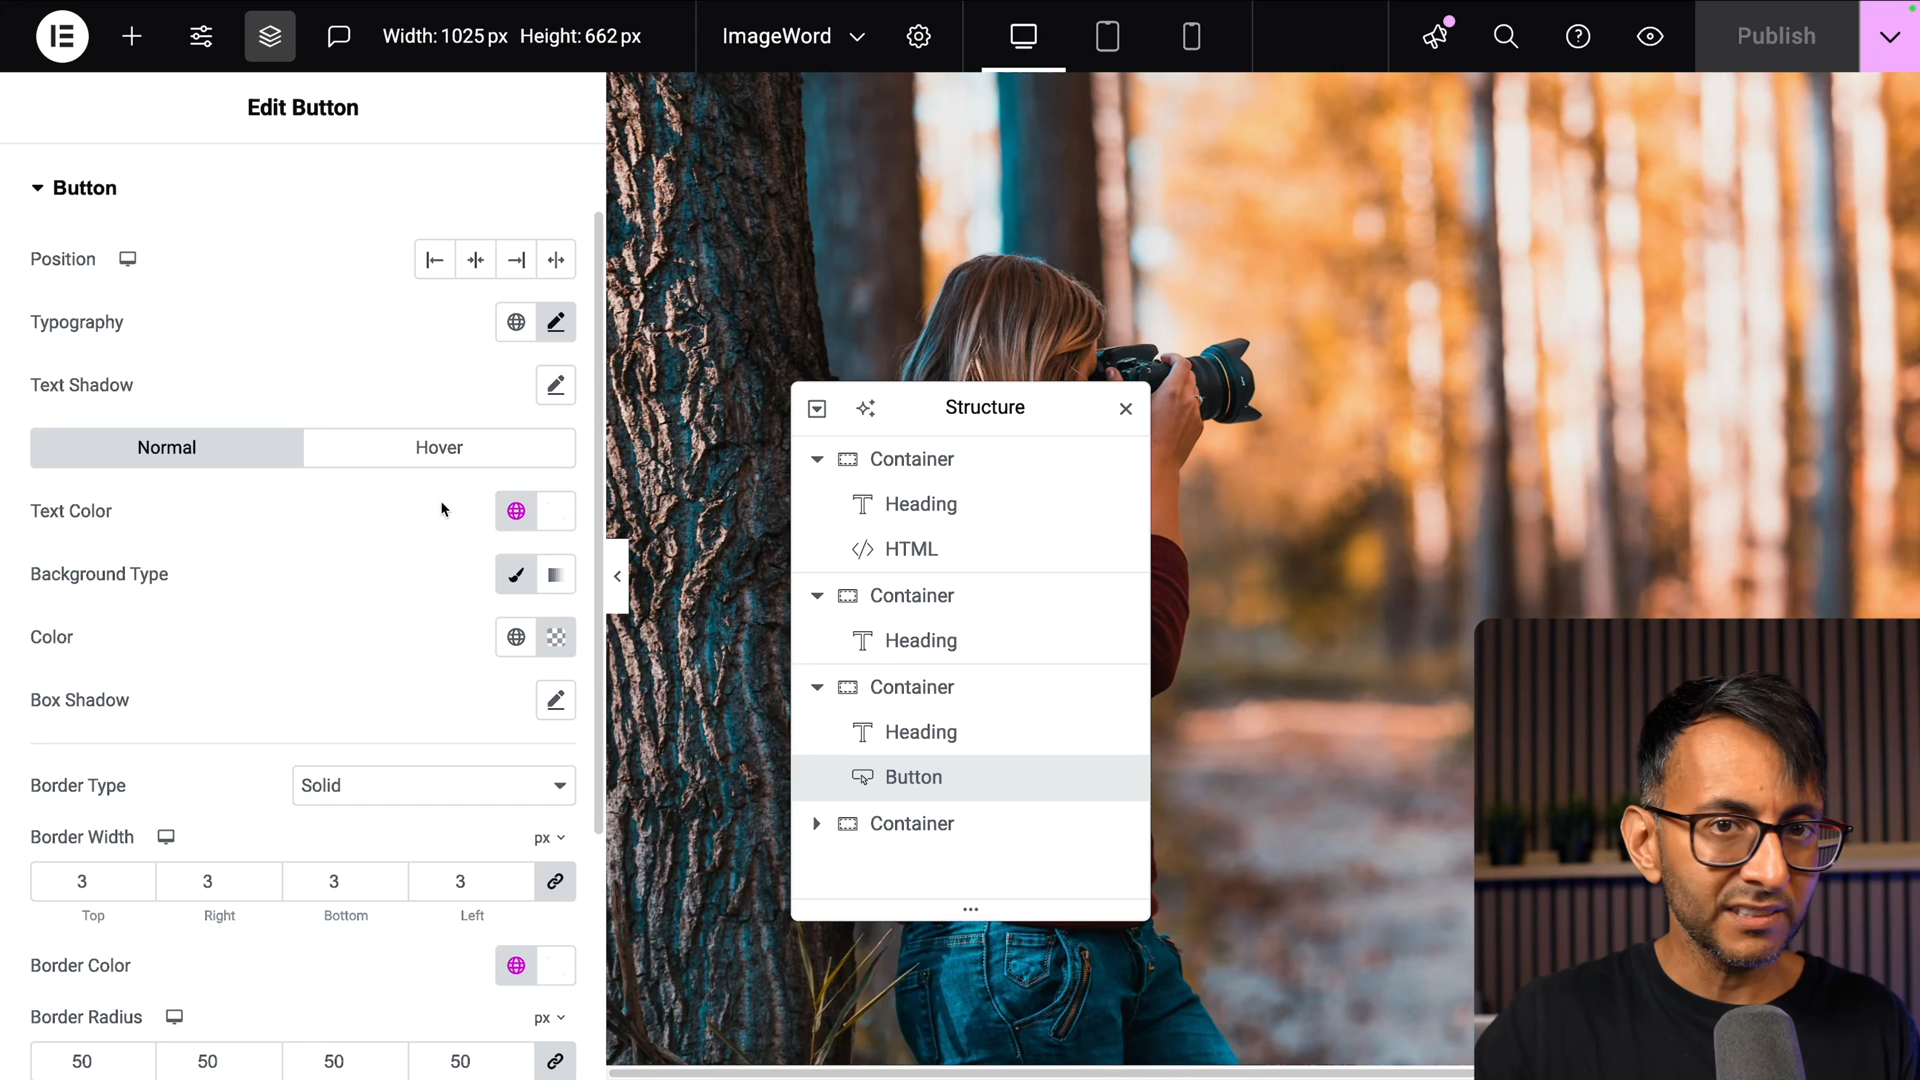 Width: 1025 px Height: 662 px
ImageWord
Publish
Edit Button
Button
Position
Typography
Text Shadow
Normal
Hover
Text Color
Background Type
Color
Box Shadow
Border Type
Solid
Border Width
px
3
3
3
3
Top
Right
Bottom
Left
Border Color
Border Radius
px
50
50
50
50
Structure
Container
Heading
HTML
Container
Heading
Container
Heading
Button
Container